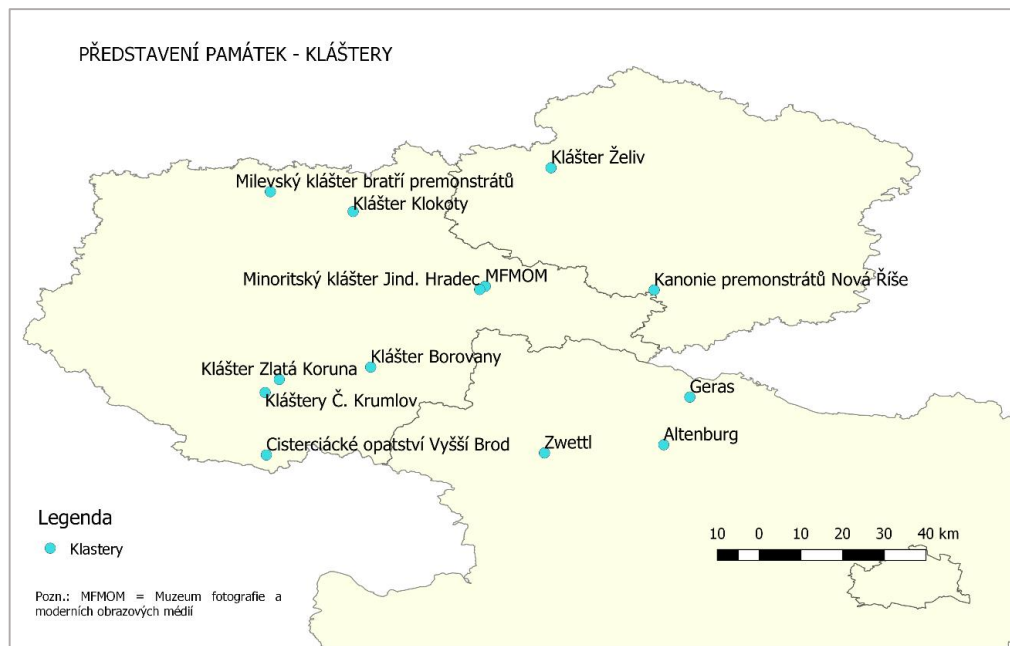 PŘEDSTAVENÍ PAMÁTEK - KLÁŠTERY
Klášter Želiv
Milevský klášter bratří premonstrátů
Klášter Klokoty
Minoritský klášter Jind. Hradec
MFMOM
Kanonie premonstrátů Nová Říše
Klášter Borovany
Klášter Zlatá Koruna
Kláštery Č. Krumlov
Geras
Altenburg
Cisterciácké opatství Vyšší Brod
Zwettl
Legenda
Klastery
10 0 10 20 30 40 km
Pozn.: MFMOM = Muzeum fotografie a
moderních obrazových médií